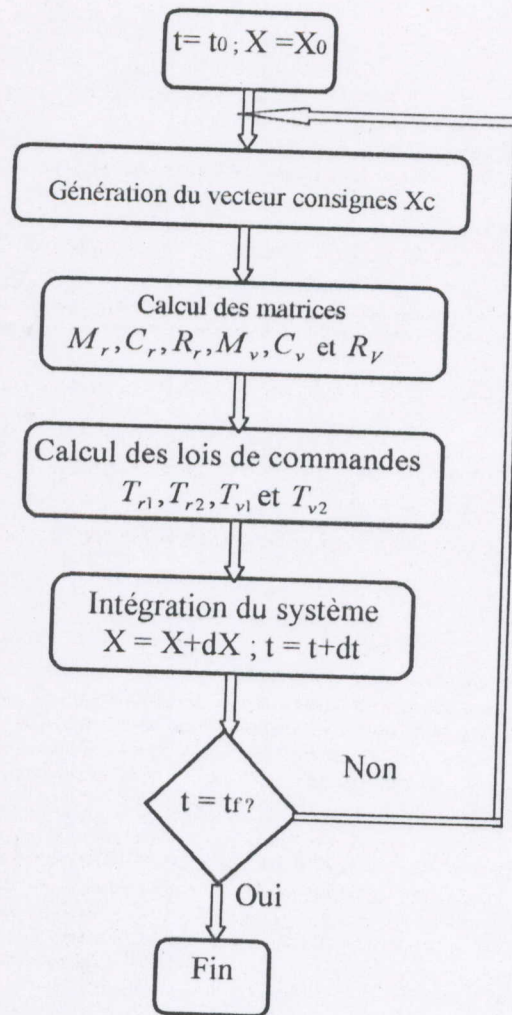 t= t0 ; X =X0
Génération du vecteur consignes Xc
Calcul des matrices
Mr, Cr, Rr, Mv, Cv et RV
Calcul des lois de commandes
Tr1, Tr2, Tv1 et Tv2
Intégration du système
X = X+dX ; t = t+dt
Non
t = tf ?
Oui
Fin